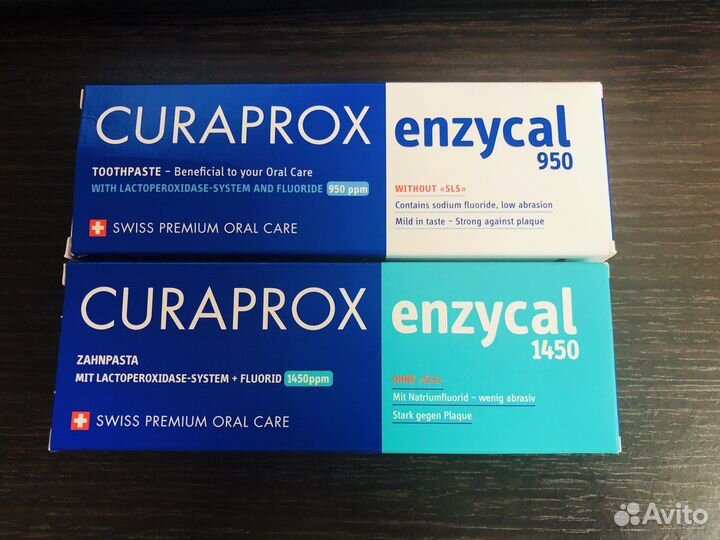 CURAPROX
enzycal
950
TOOTHPASTE – Beneficial to your Oral Care
WITH LACTOPEROXIDASE-SYSTEM AND FLUORIDE 950 ppm
WITHOUT «SLS»
Contains sodium fluoride, low abrasion
Mild in taste – Strong against plaque
SWISS PREMIUM ORAL CARE
CURAPROX
enzycal
1450
ZAHNPASTA
MIT LACTOPEROXIDASE-SYSTEM + FLUORID 1450ppm
OHNE «SLS»
Mit Natriumfluorid – wenig abrasiv
Stark gegen Plaque
SWISS PREMIUM ORAL CARE
Avito